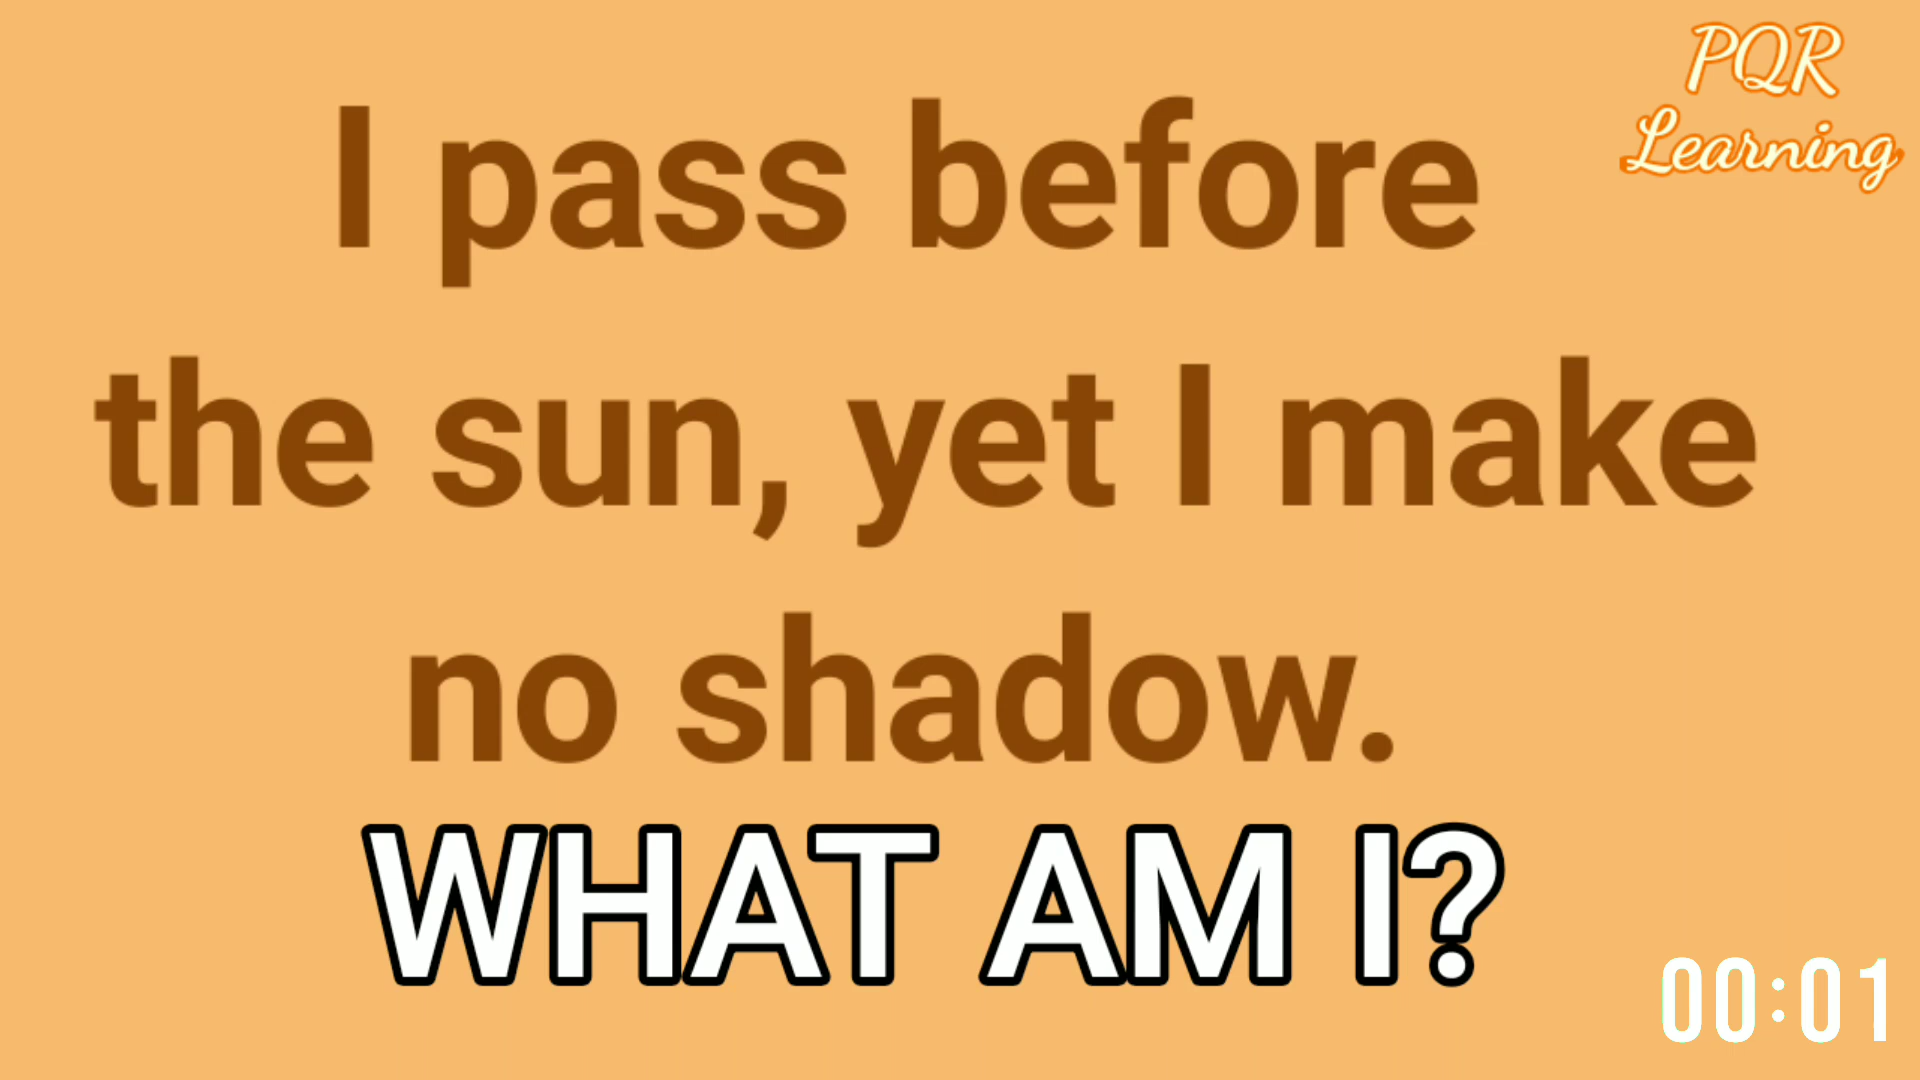 PQR
Learning
I pass before
the sun, yet I make
no shadow.
WHAT AM I?
00:01